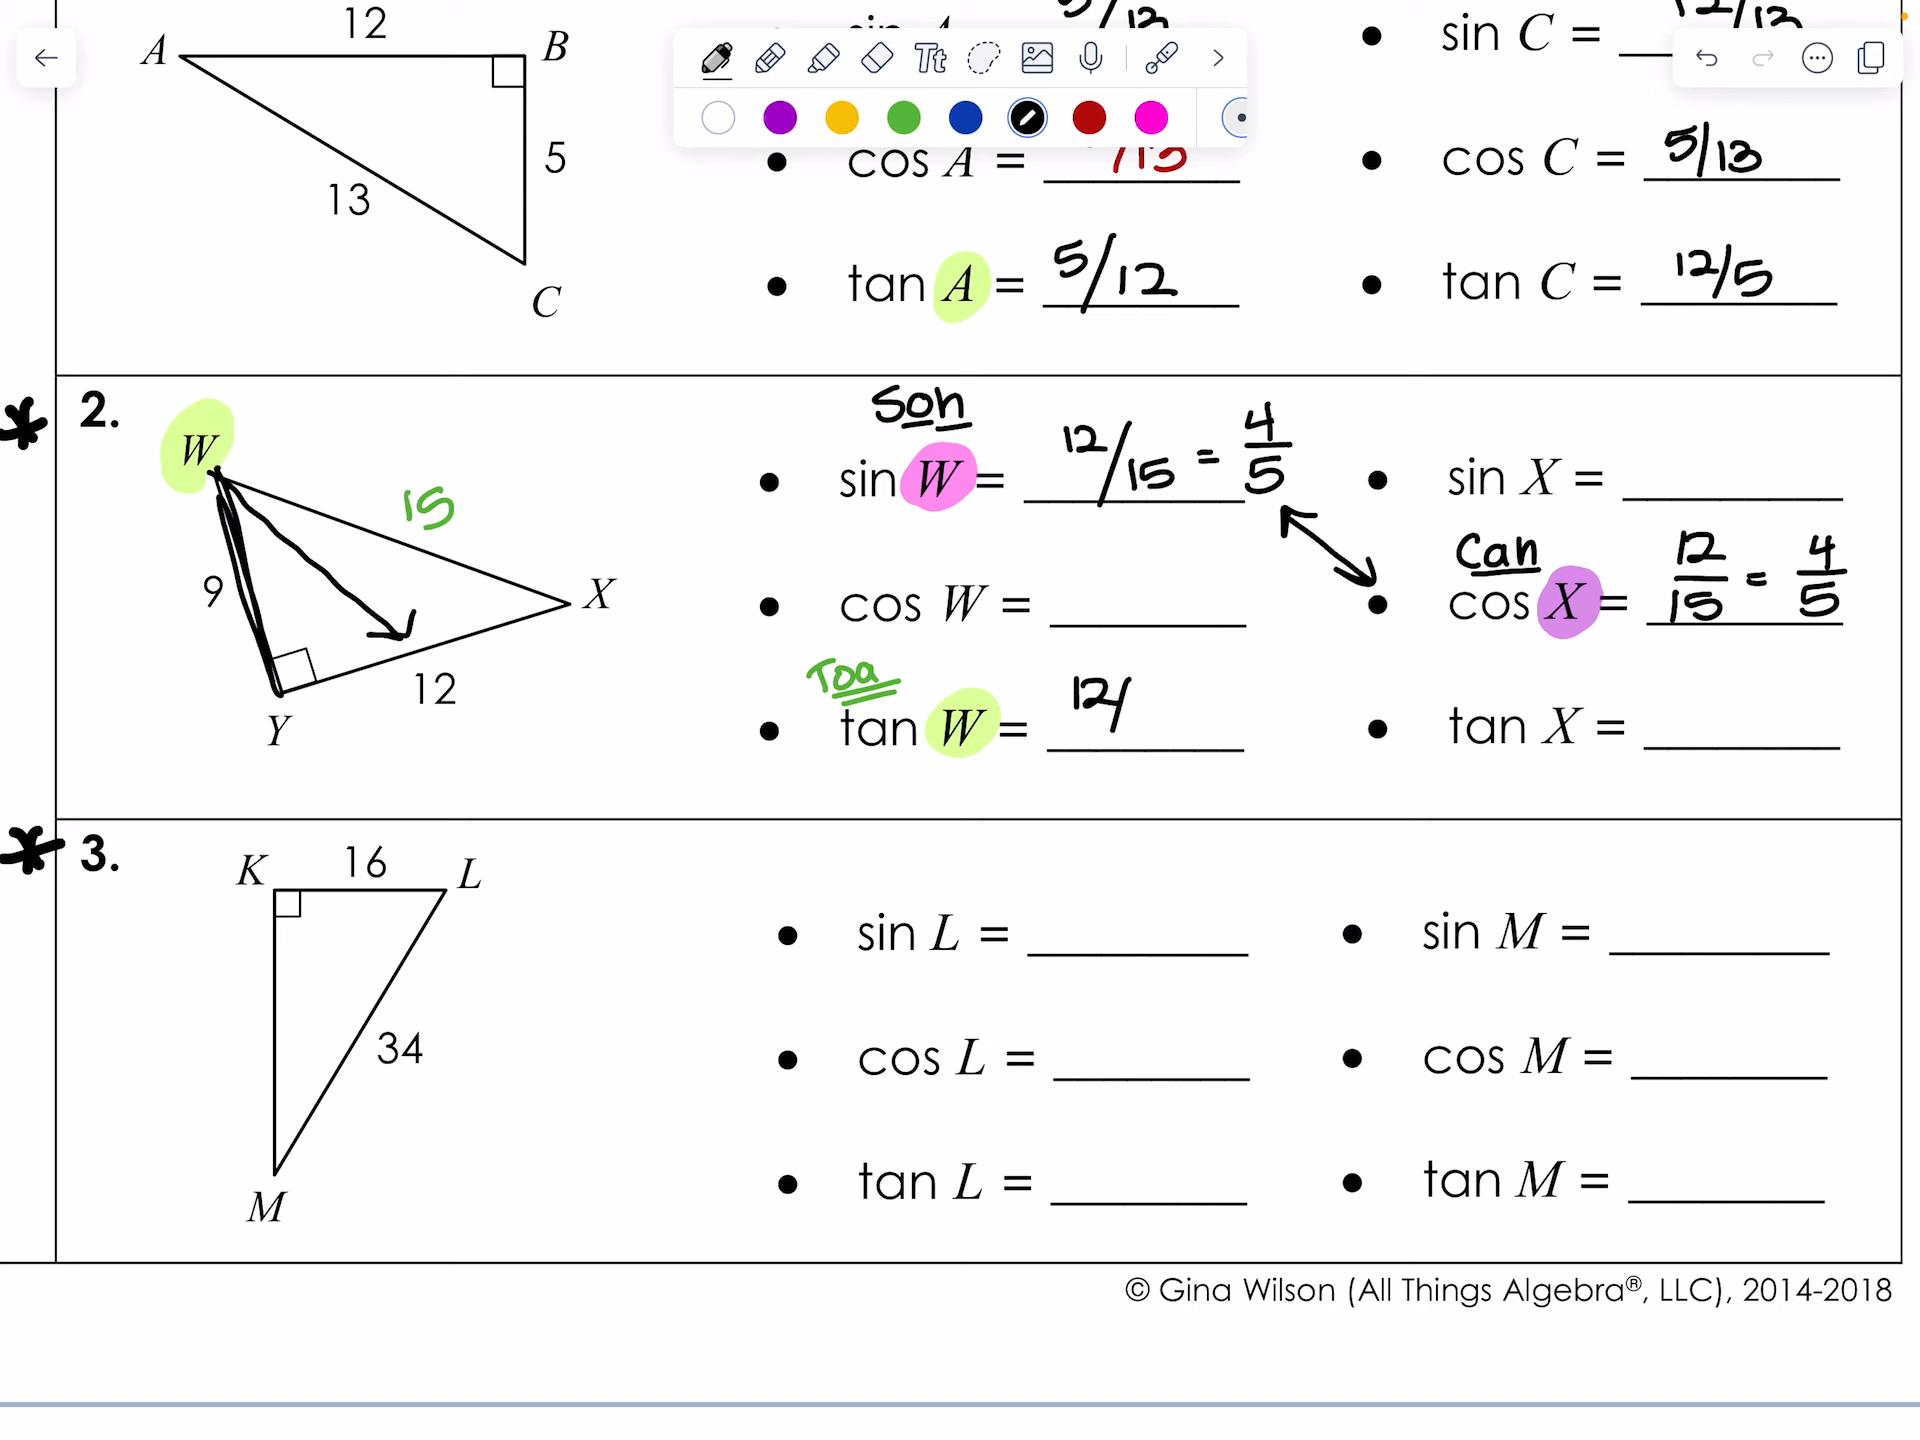 12
A
B
5
13
C
sin C =
cos A = /13
cos C = 5/13
tan A = 5/12
tan C = 12/5
Tt
2.
W
15
9
X
12
Y
Soh
sin W = 12/15 = 4/5
sin X =
cos W =
Cah
cos X = 12/15 = 4/5
Toa
tan W = 12/
tan X =
3.
K
16
L
34
M
sin L =
sin M =
cos L =
cos M =
tan L =
tan M =
© Gina Wilson (All Things Algebra®, LLC), 2014-2018